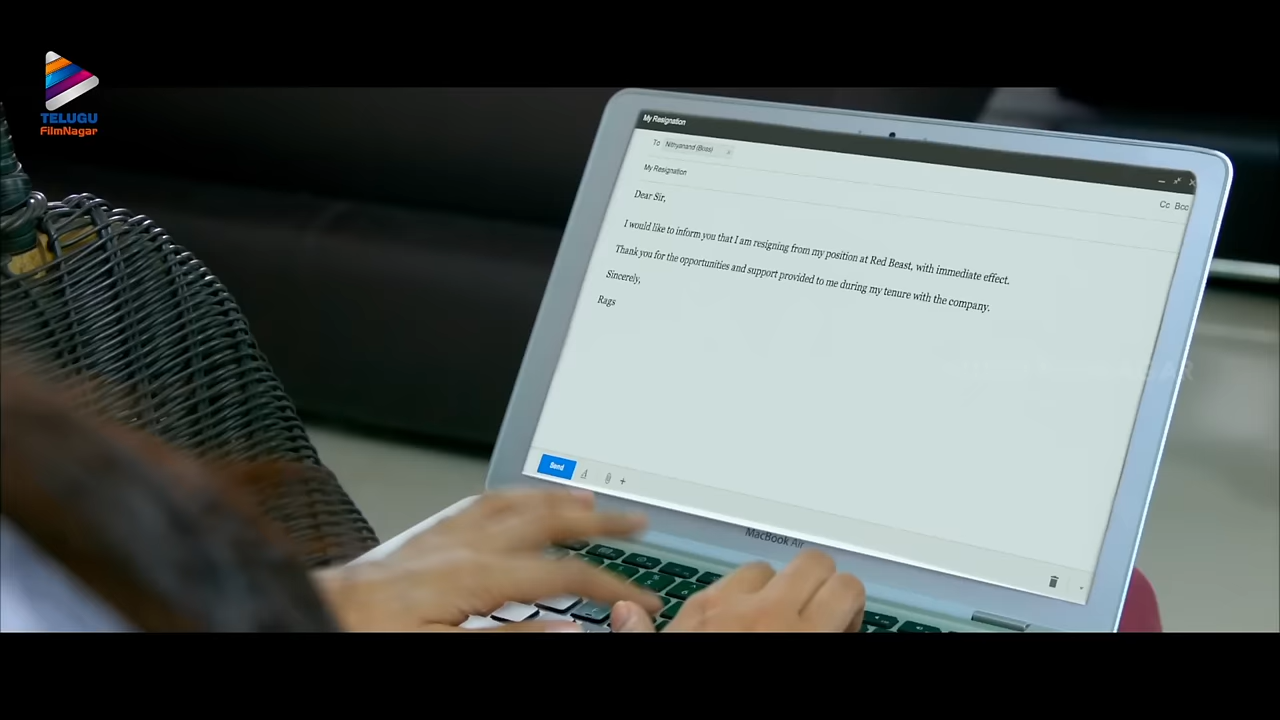 TELUGU
FilmNagar
My Resignation
To Nithyanand (Boss) x
Cc Bcc
My Resignation
Dear Sir,
I would like to inform you that I am resigning from my position at Red Beast, with immediate effect.
Thank you for the opportunities and support provided to me during my tenure with the company.
Sincerely,
Rags
Send
MacBook Air